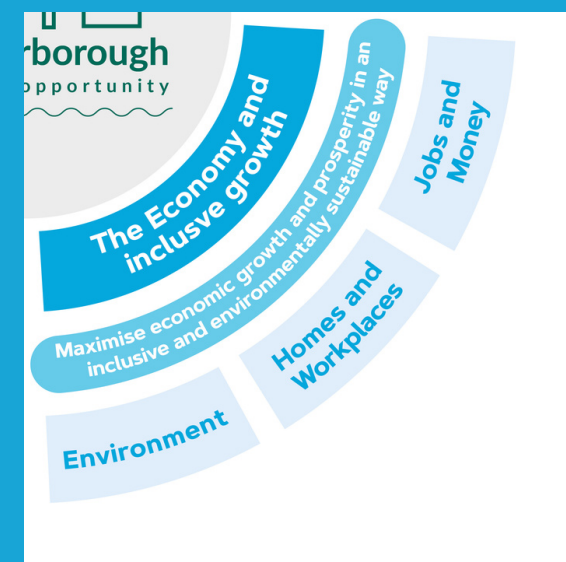 rborough
opportunity
The Economy and
inclusve growth
Maximise economic growth and prosperity in an
inclusive and environmentally sustainable way
Jobs and
Money
Homes and
Workplaces
Environment